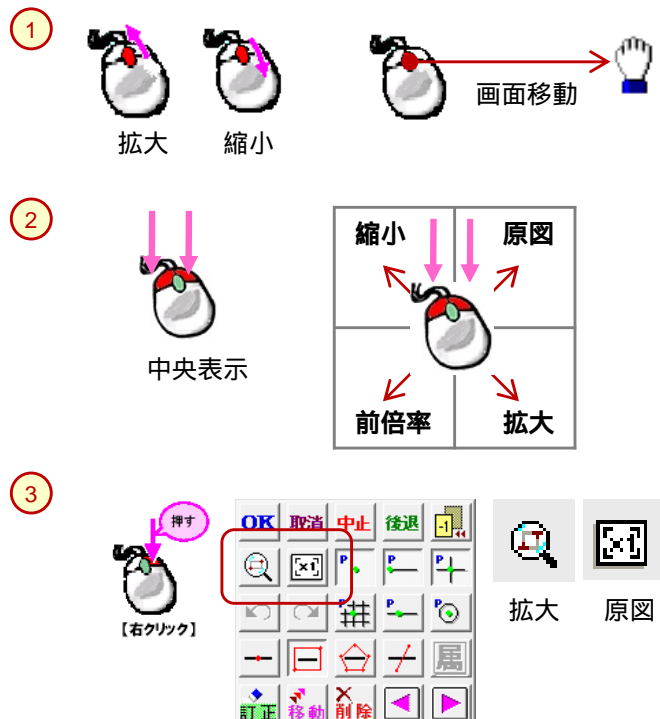 1
画面移動
拡大 縮小
2
縮小 原図
中央表示
前倍率 拡大
3
押す
OK 取消 中止 後退 -1
[×1]
P P P
P P P
拡大 原図
【右クリック】
属
訂正 移動 削除